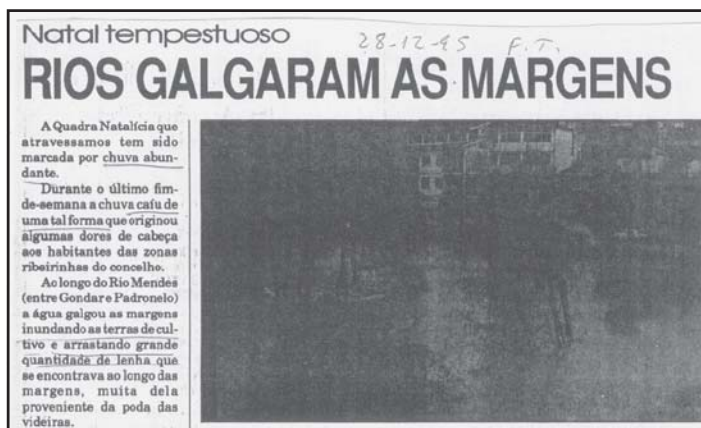 Natal tempestuoso
28-12-95 F.T.
RIOS GALGARAM AS MARGENS
A Quadra Natalícia que
atravessamos tem sido
marcada por chuva abun-
dante.
Durante o último fim-
de-semana a chuva caíu de
uma tal forma que originou
algumas dores de cabeça
aos habitantes das zonas
ribeirinhas do concelho.
Ao longo do Rio Mendes
(entre Gondar e Padronelo)
a água galgou as margens
inundando as terras de cul-
tivo e arrastando grande
quantidade de lenha que
se encontrava ao longo das
margens, muita dela
proveniente da poda das
videiras.